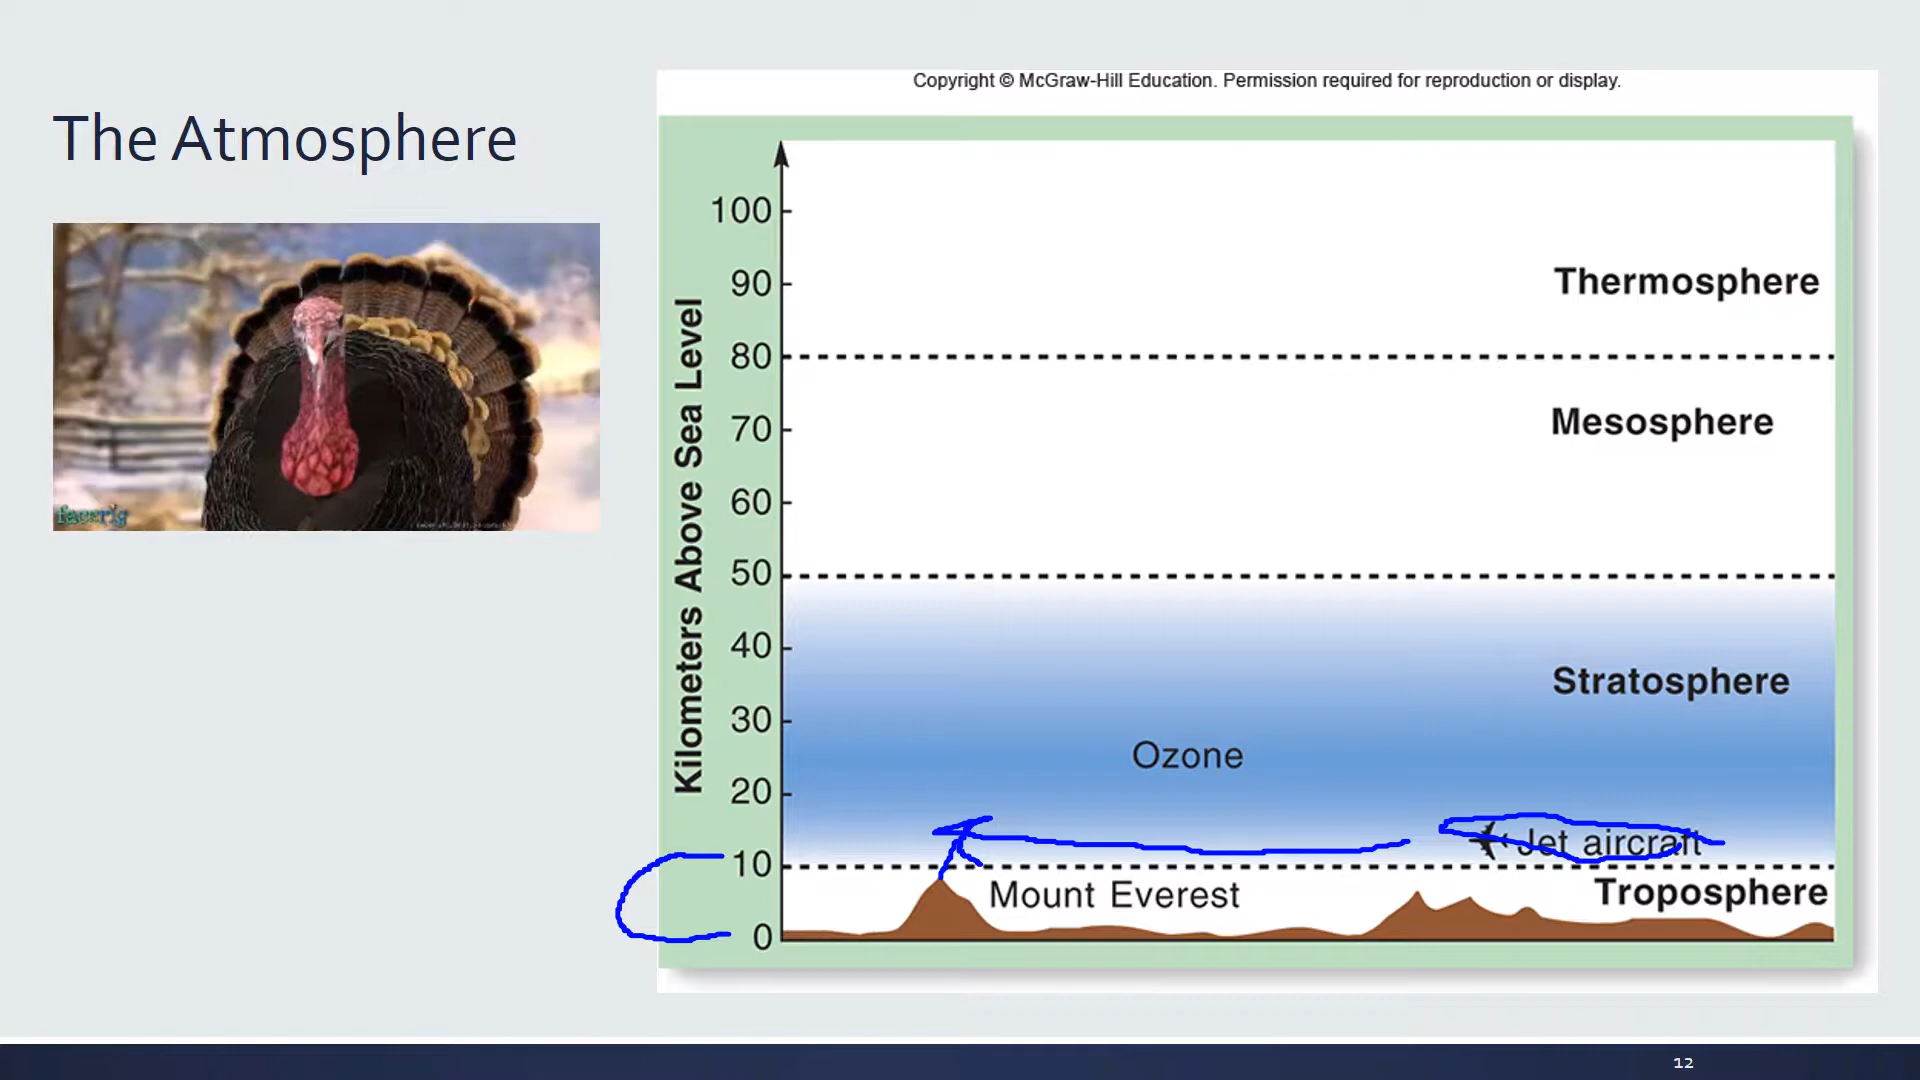 Copyright © McGraw-Hill Education. Permission required for reproduction or display.
The Atmosphere
facerig
Kilometers Above Sea Level
100
90
Thermosphere
80
70
Mesosphere
60
50
40
Stratosphere
30
Ozone
20
Jet aircraft
10
Mount Everest
Troposphere
0
12